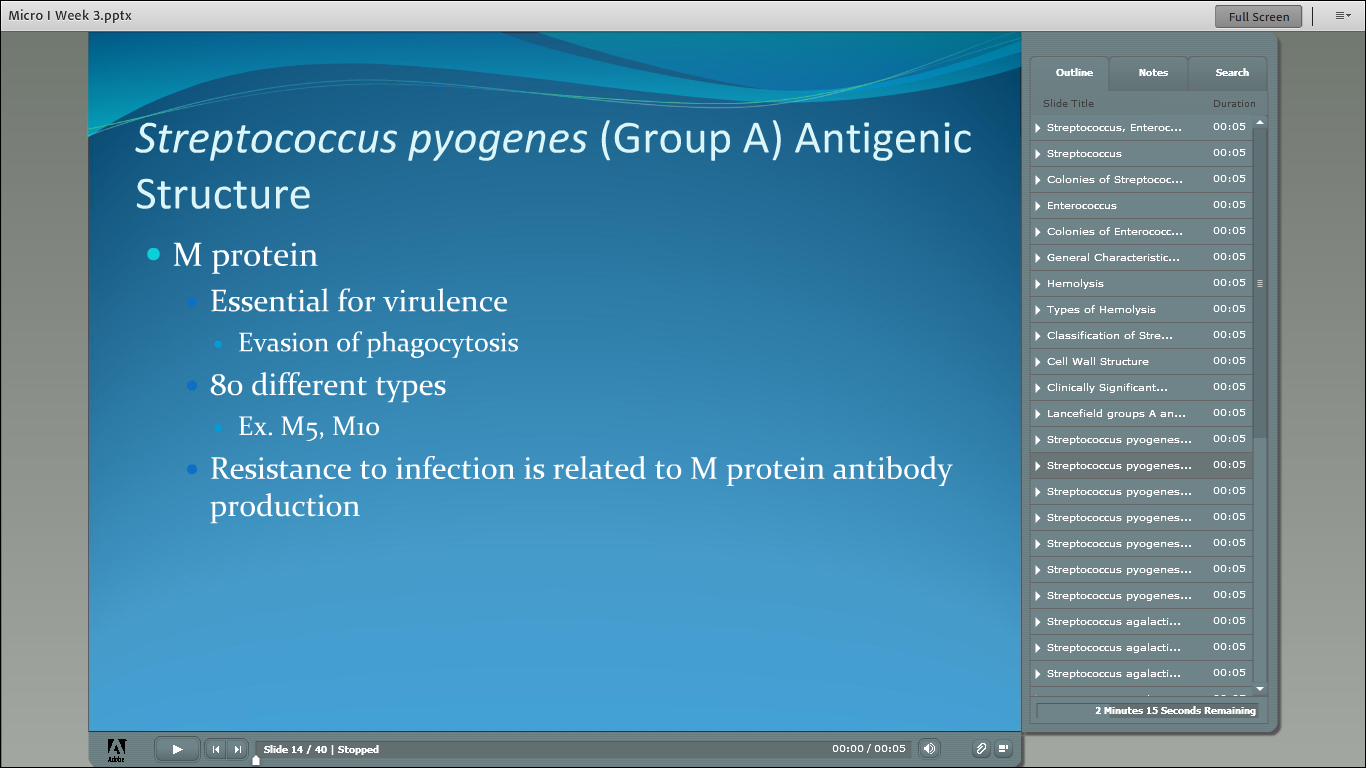 Micro I Week 3.pptx
Full Screen
Streptococcus pyogenes (Group A) Antigenic
Structure
M protein
Essential for virulence
Evasion of phagocytosis
80 different types
Ex. M5, M10
Resistance to infection is related to M protein antibody
production
Outline Notes Search
Slide Title Duration
Streptococcus, Enteroc... 00:05
Streptococcus 00:05
Colonies of Streptococ... 00:05
Enterococcus 00:05
Colonies of Enterococc... 00:05
General Characteristic... 00:05
Hemolysis 00:05
Types of Hemolysis 00:05
Classification of Stre... 00:05
Cell Wall Structure 00:05
Clinically Significant... 00:05
Lancefield groups A an... 00:05
Streptococcus pyogenes... 00:05
Streptococcus pyogenes... 00:05
Streptococcus pyogenes... 00:05
Streptococcus pyogenes... 00:05
Streptococcus pyogenes... 00:05
Streptococcus pyogenes... 00:05
Streptococcus pyogenes... 00:05
Streptococcus agalacti... 00:05
Streptococcus agalacti... 00:05
Streptococcus agalacti... 00:05
2 Minutes 15 Seconds Remaining
Adobe
Slide 14 / 40 | Stopped 00:00 / 00:05